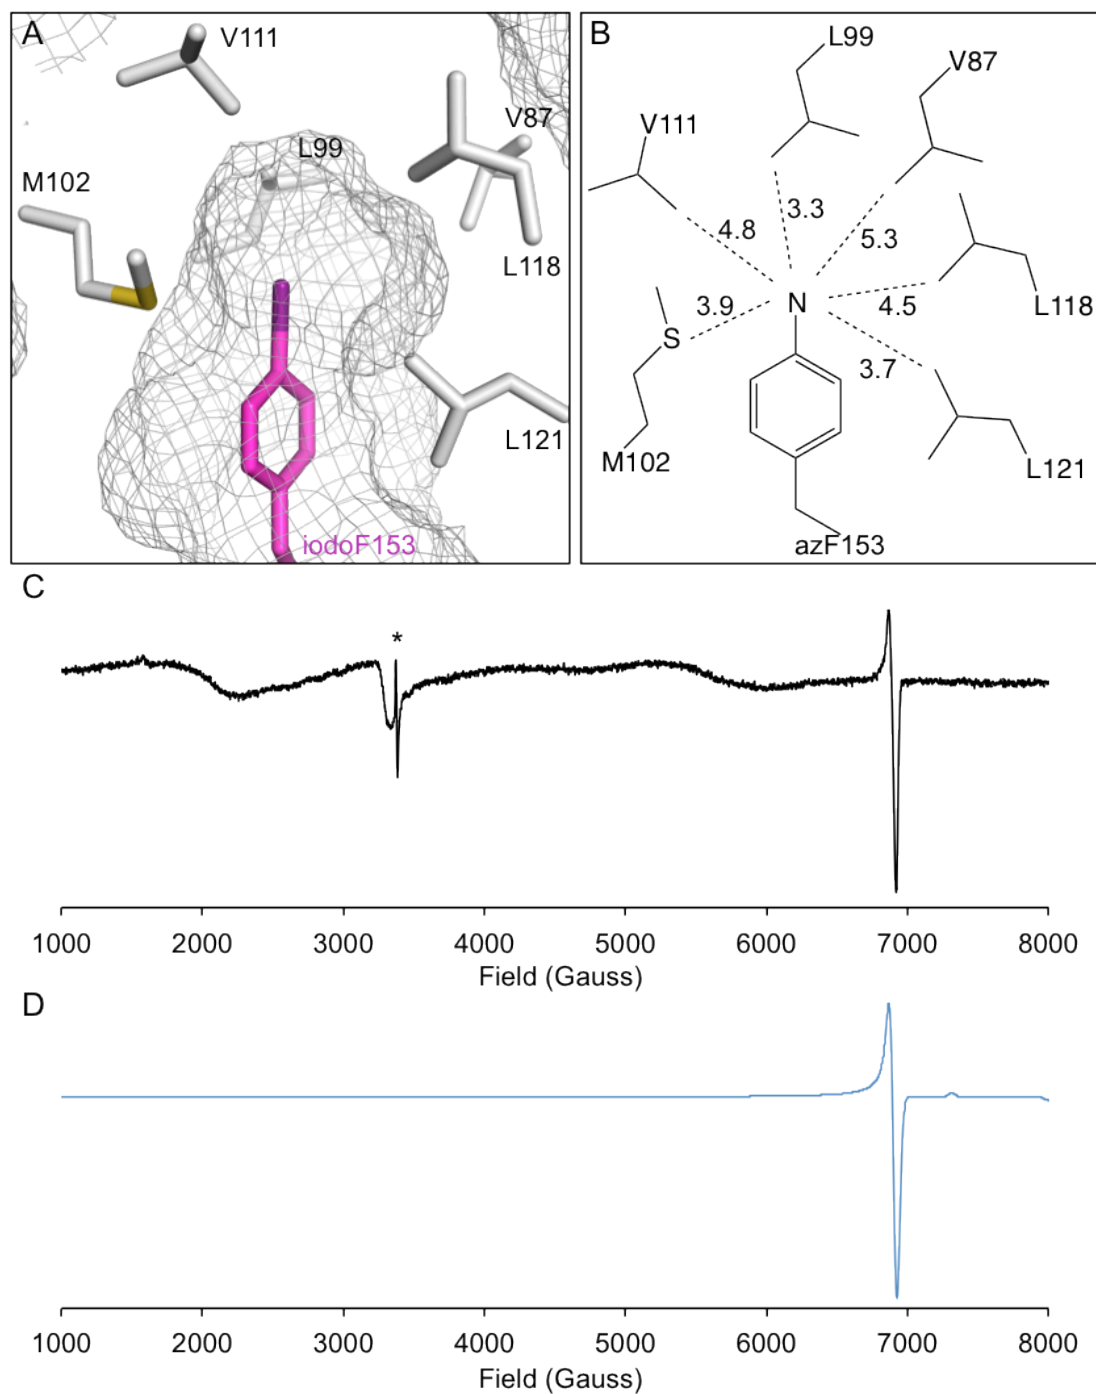 A
V111
V87
L99
M102
L118
L121
iodoF153
B
L99
V87
V111
3.3
4.8
5.3
L118
3.9
N
4.5
S
3.7
M102
L121
azF153
C
*
1000 2000 3000 4000 5000 6000 7000 8000
Field (Gauss)
D
1000 2000 3000 4000 5000 6000 7000 8000
Field (Gauss)